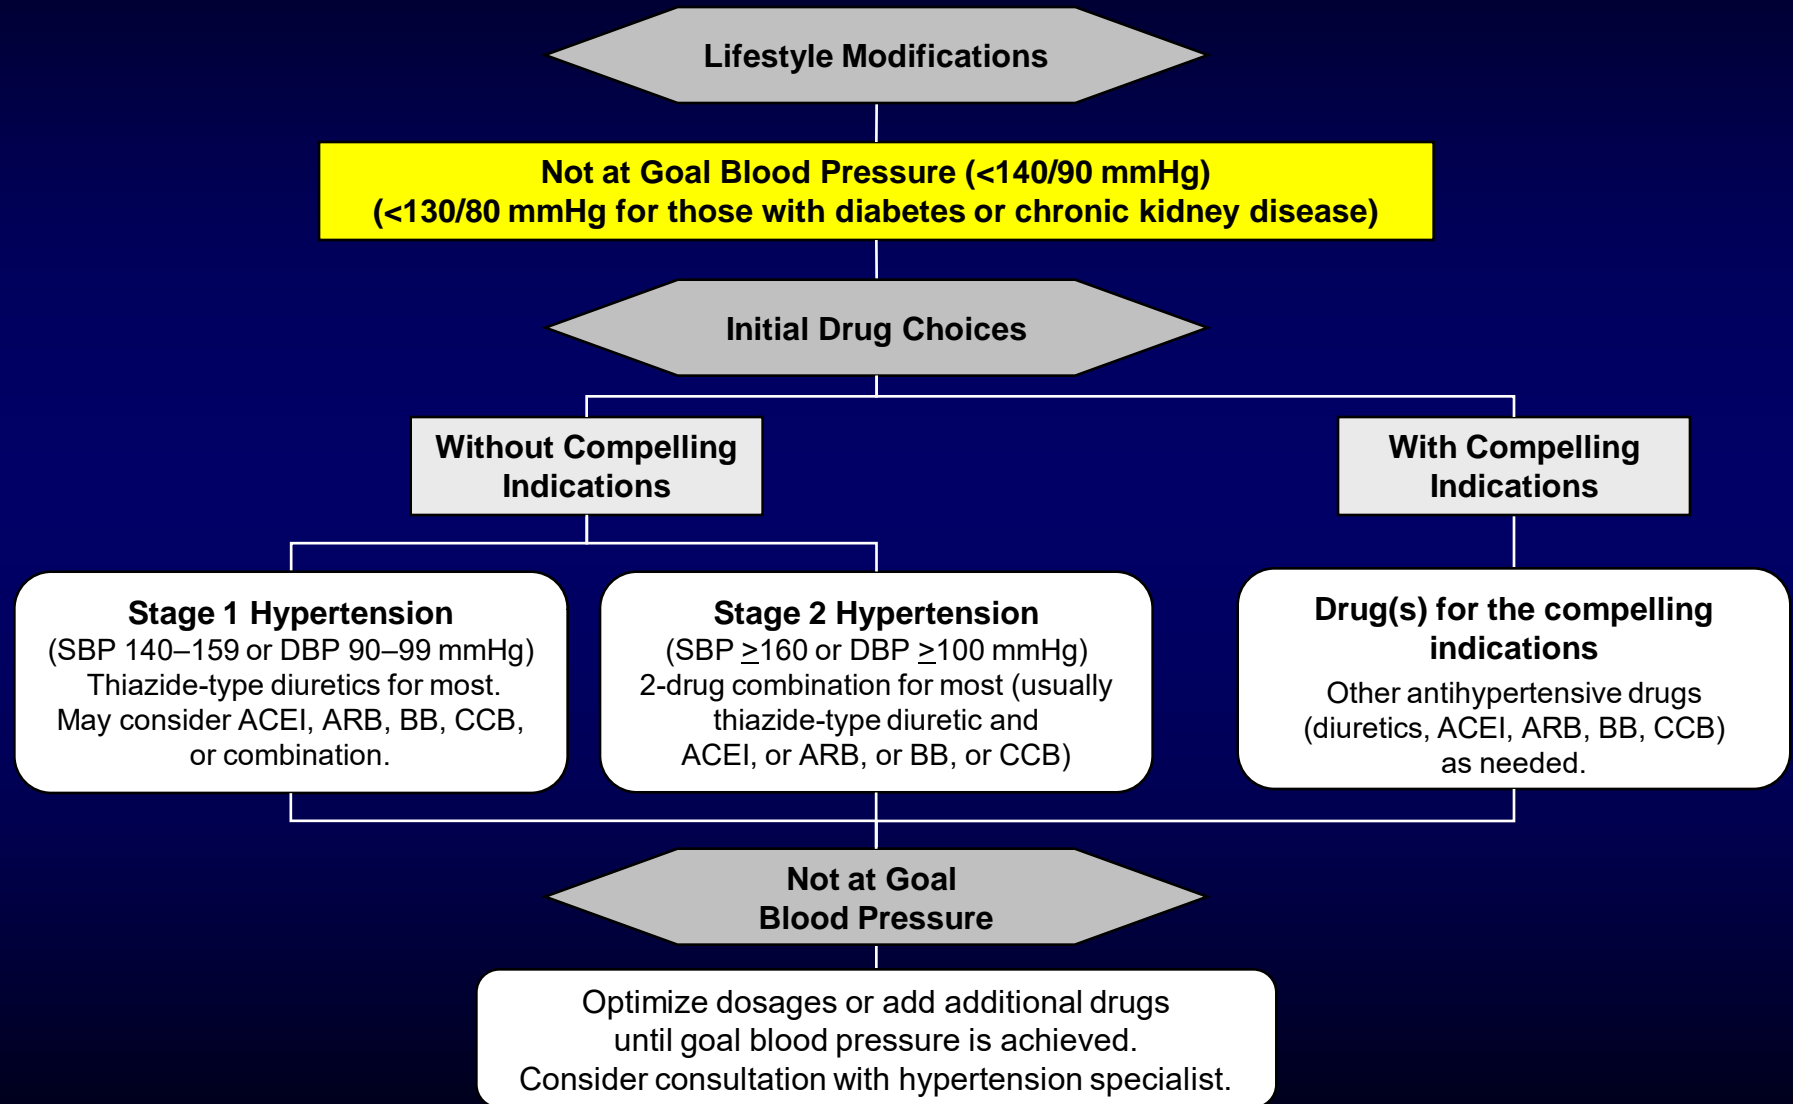 Lifestyle Modifications
Not at Goal Blood Pressure (<140/90 mmHg)
(<130/80 mmHg for those with diabetes or chronic kidney disease)
Initial Drug Choices
Without Compelling
Indications
With Compelling
Indications
Stage 1 Hypertension
(SBP 140–159 or DBP 90–99 mmHg)
Thiazide-type diuretics for most.
May consider ACEI, ARB, BB, CCB,
or combination.
Stage 2 Hypertension
(SBP ≥160 or DBP ≥100 mmHg)
2-drug combination for most (usually
thiazide-type diuretic and
ACEI, or ARB, or BB, or CCB)
Drug(s) for the compelling
indications
Other antihypertensive drugs
(diuretics, ACEI, ARB, BB, CCB)
as needed.
Not at Goal
Blood Pressure
Optimize dosages or add additional drugs
until goal blood pressure is achieved.
Consider consultation with hypertension specialist.